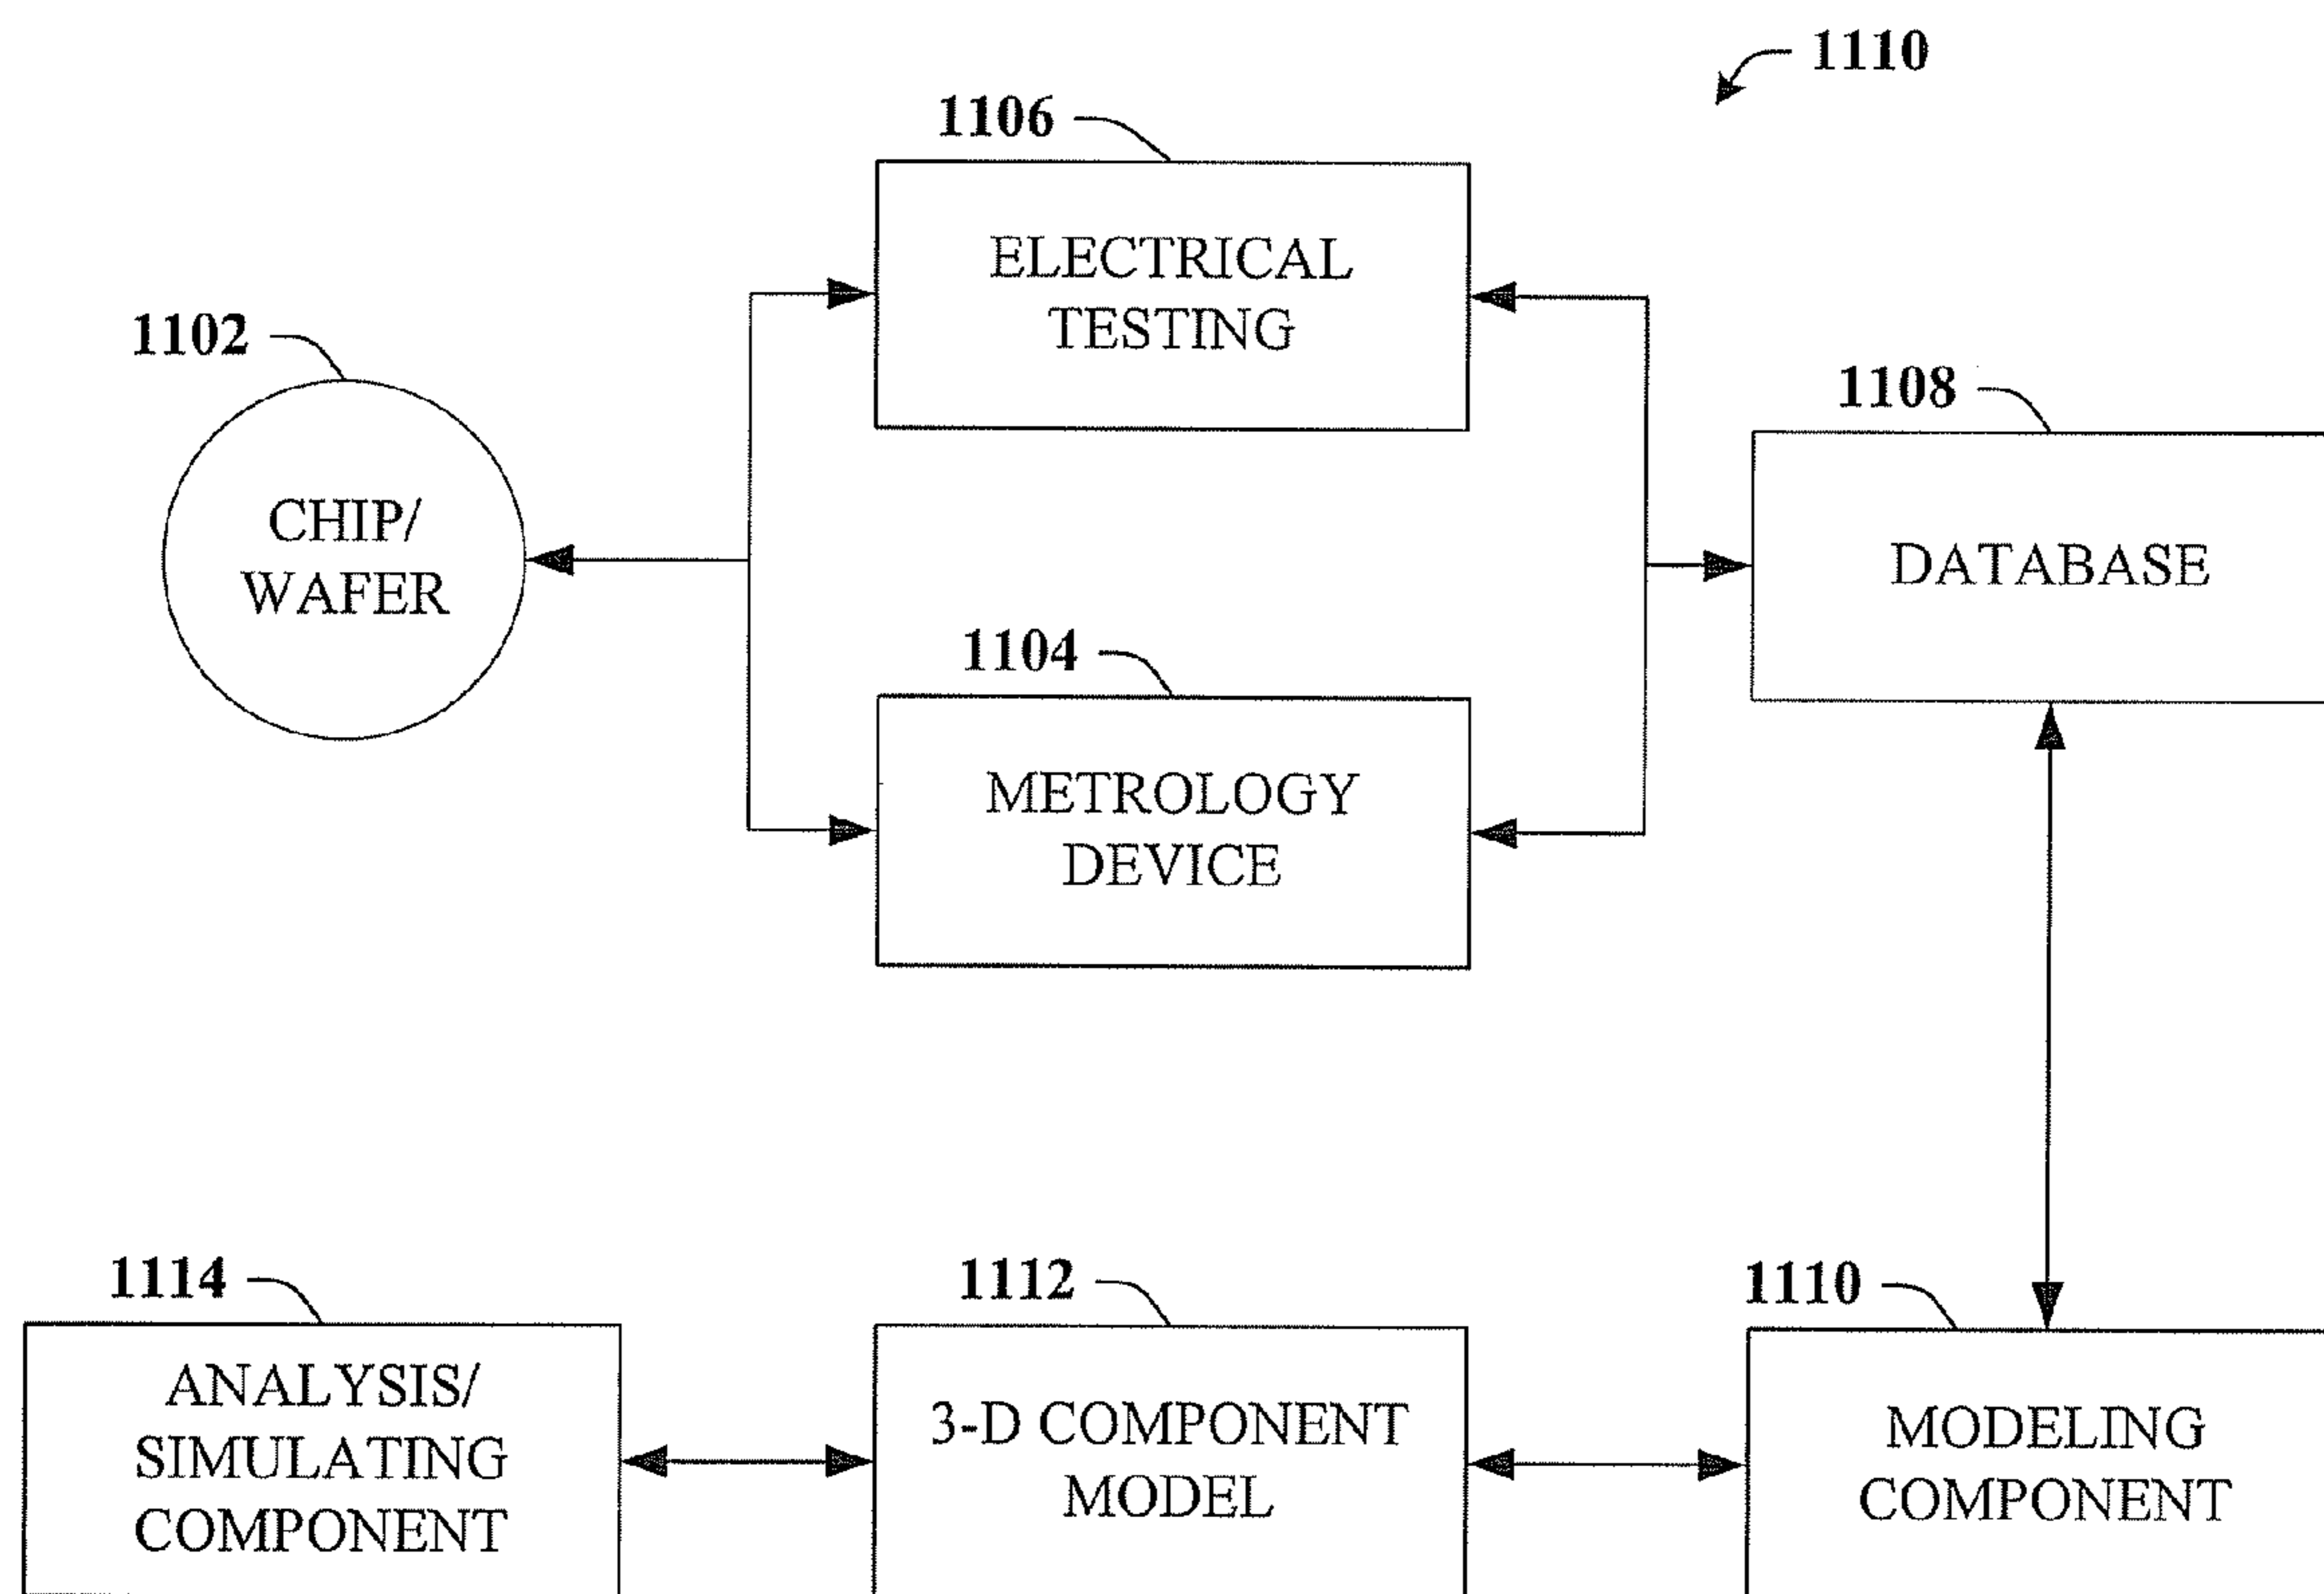 1110
1106
ELECTRICAL
TESTING
1102
CHIP/
WAFER
1108
DATABASE
1104
METROLOGY
DEVICE
1114
ANALYSIS/
SIMULATING
COMPONENT
1112
3-D COMPONENT
MODEL
1110
MODELING
COMPONENT